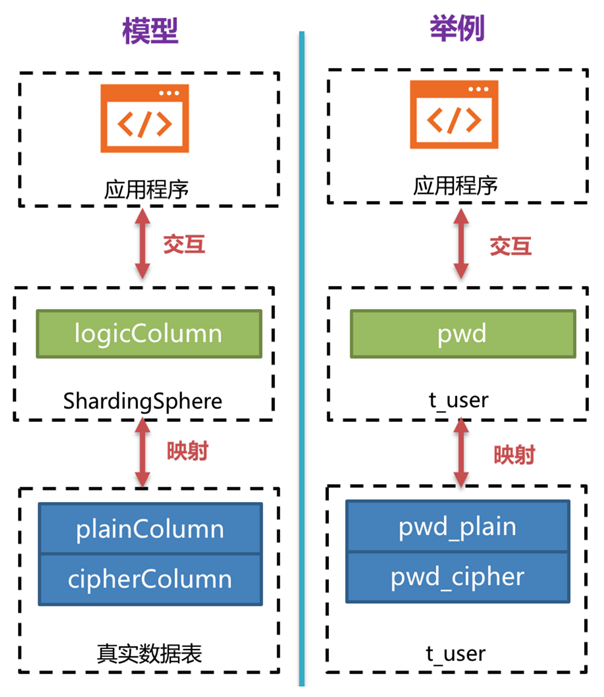 模型
</>
应用程序
交互
logicColumn
ShardingSphere
映射
plainColumn
cipherColumn
真实数据表
举例
</>
应用程序
交互
pwd
t_user
映射
pwd_plain
pwd_cipher
t_user